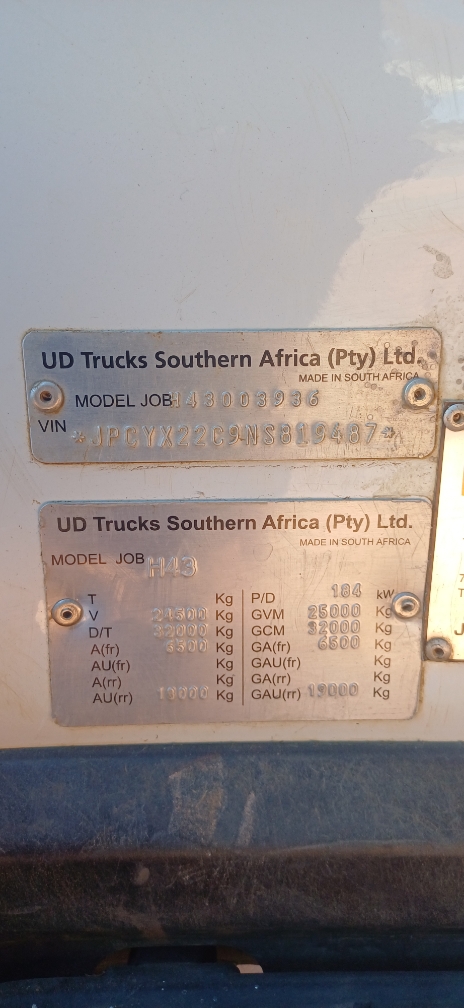 UD Trucks Southern Africa (Pty) Ltd.
MADE IN SOUTH AFRICA
MODEL JOB H43003936
VIN *JPCYX22C9NS819487*
UD Trucks Southern Africa (Pty) Ltd.
MADE IN SOUTH AFRICA
MODEL JOB H43
T Kg P/D 184 kW
V 24500 Kg GVM 25000 Kg
D/T 32000 Kg GCM 32000 Kg
A(fr) 6500 Kg GA(fr) 6500 Kg
AU(fr) Kg GAU(fr) Kg
A(rr) Kg GA(rr) Kg
AU(rr) Kg GAU(rr) 19000 Kg